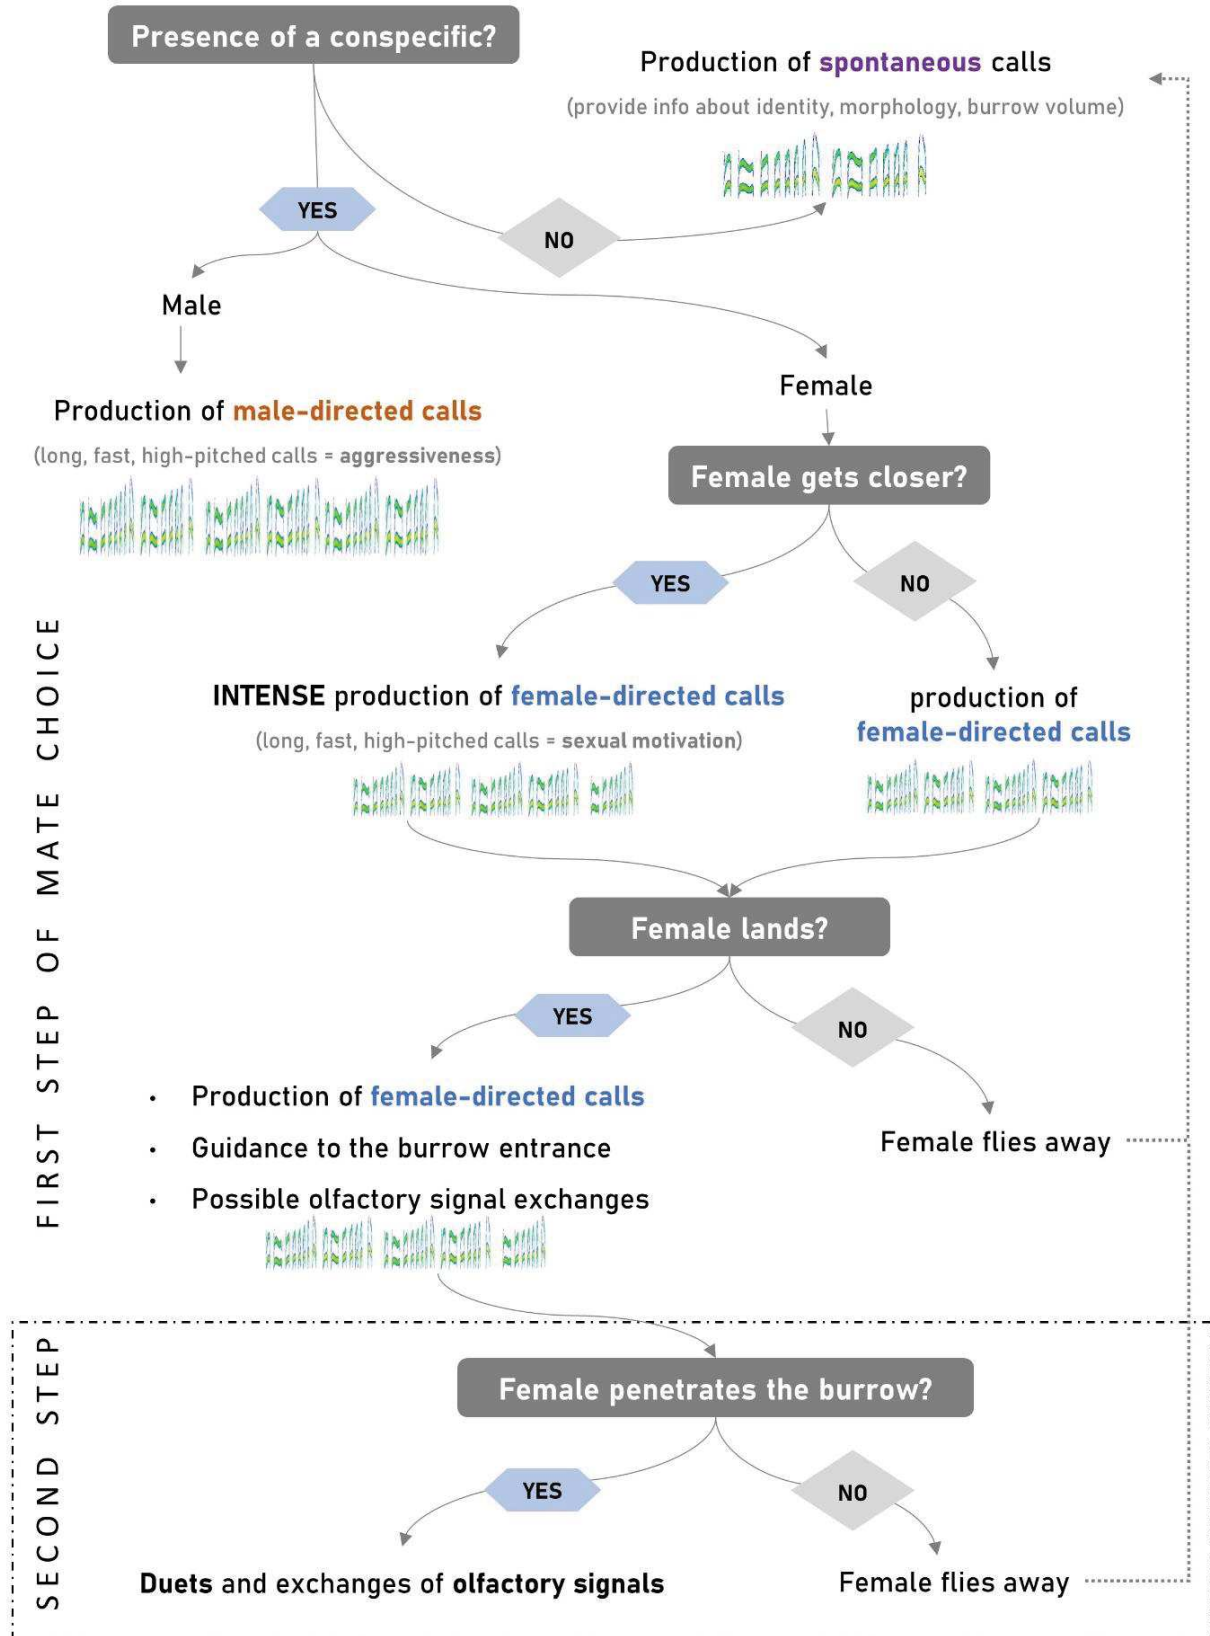 Presence of a conspecific?
Production of spontaneous calls
(provide info about identity, morphology, burrow volume)
YES
NO
Male
Production of male-directed calls
(long, fast, high-pitched calls = aggressiveness)
Female
Female gets closer?
YES
NO
INTENSE production of female-directed calls
(long, fast, high-pitched calls = sexual motivation)
production of
female-directed calls
Female lands?
YES
NO
• Production of female-directed calls
• Guidance to the burrow entrance
• Possible olfactory signal exchanges
Female flies away
FIRST STEP OF MATE CHOICE
Female penetrates the burrow?
YES
NO
Duets and exchanges of olfactory signals
Female flies away
SECOND STEP